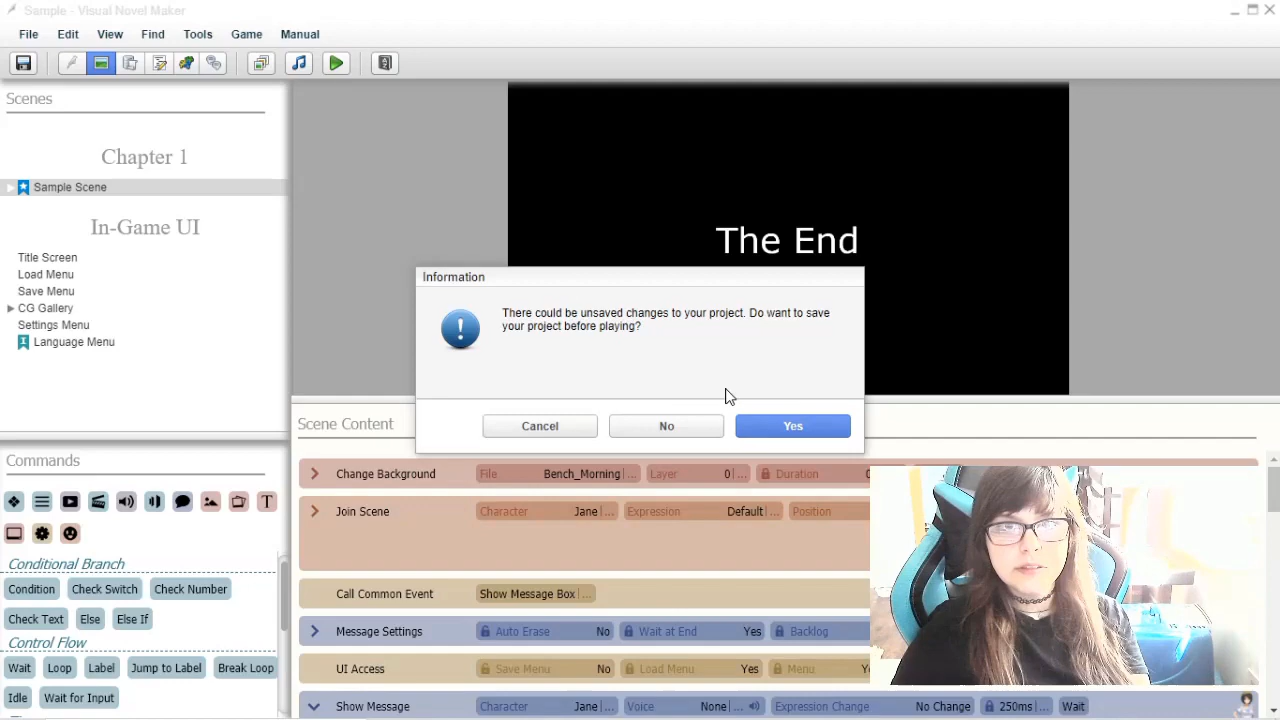 Sample - Visual Novel Maker
File Edit View Find Tools Game Manual
Scenes
Chapter 1
Sample Scene
In-Game UI
Title Screen
Load Menu
Save Menu
CG Gallery
Settings Menu
Language Menu
The End
Information
There could be unsaved changes to your project. Do want to save
your project before playing?
Cancel No Yes
Scene Content
Change Background File Bench_Morning ... Layer 0 ... Duration
Join Scene Character Jane ... Expression Default ... Position
Call Common Event Show Message Box ...
Message Settings Auto Erase No Wait at End Yes Backlog
UI Access Save Menu No Load Menu Yes Menu
Show Message Character Jane ... Voice None ... Expression Change No Change 250ms ... Wait
Commands
T
Conditional Branch
Condition Check Switch Check Number
Check Text Else Else If
Control Flow
Wait Loop Label Jump to Label Break Loop
Idle Wait for Input